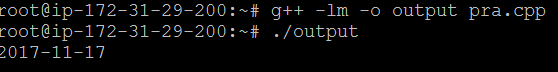 root@ip-172-31-29-200:~# g++ -lm -o output pra.cpp
root@ip-172-31-29-200:~# ./output
2017-11-17